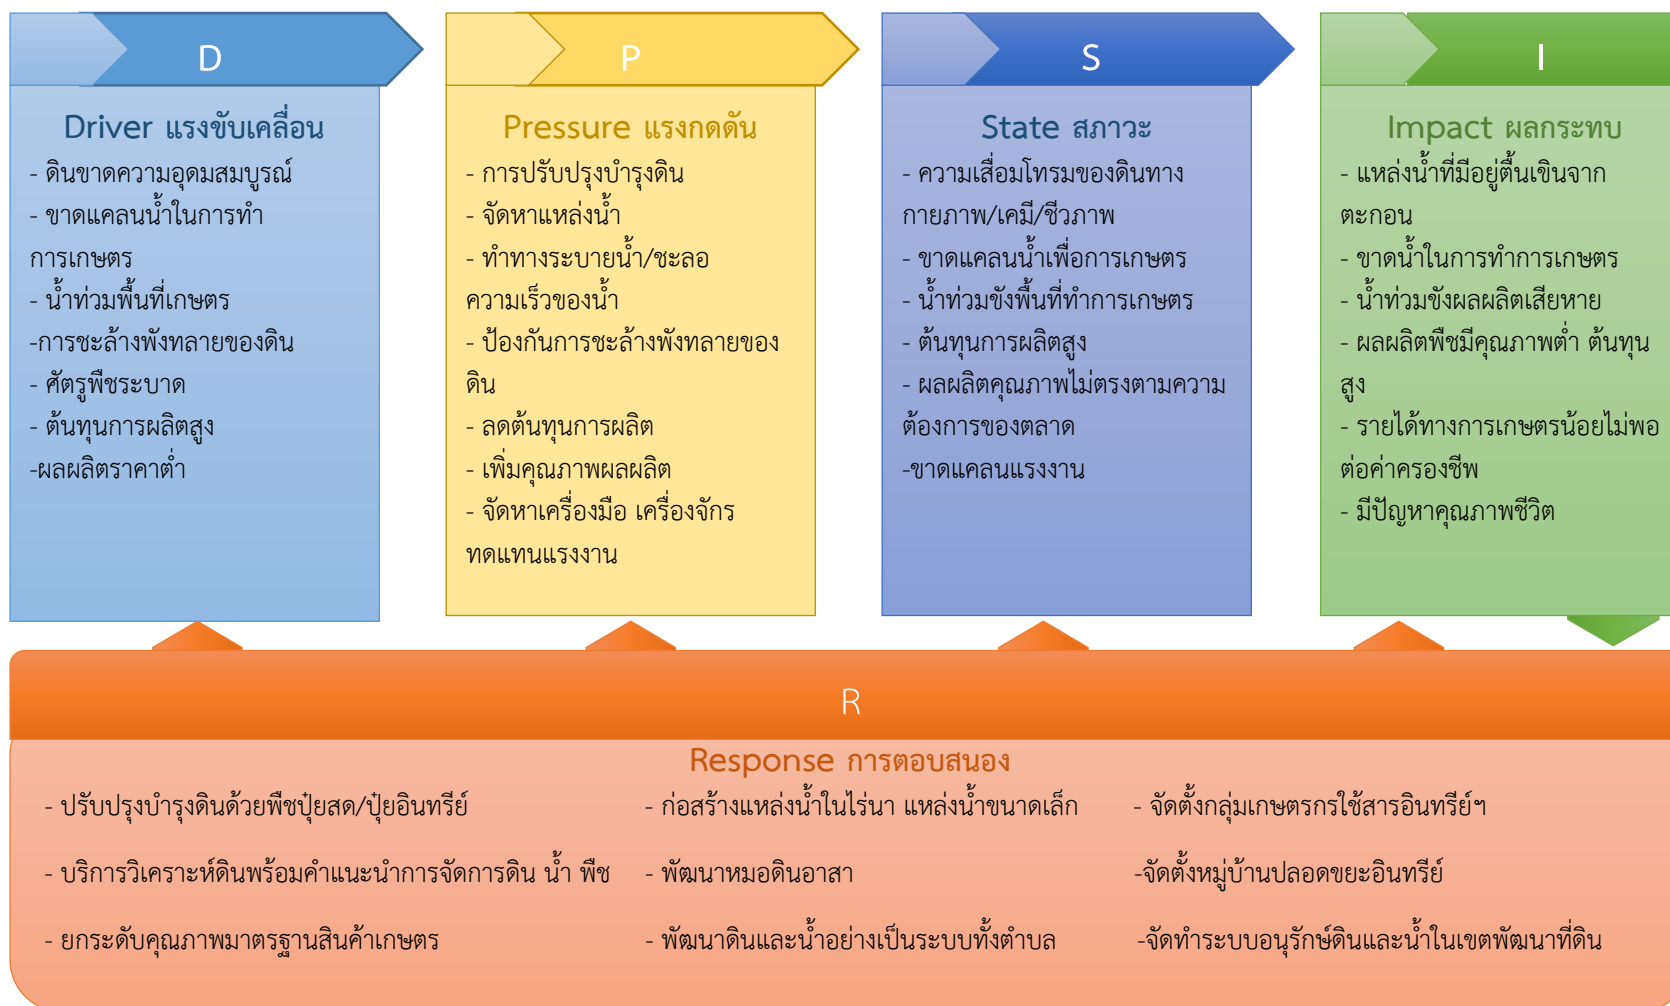 D
Driver แรงขับเคลื่อน
- ดินขาดความอุดมสมบูรณ์
- ขาดแคลนน้ำในการทำ
การเกษตร
- น้ำท่วมพื้นที่เกษตร
-การชะล้างพังทลายของดิน
- ศัตรูพืชระบาด
- ต้นทุนการผลิตสูง
-ผลผลิตราคาต่ำ
P
Pressure แรงกดดัน
- การปรับปรุงบำรุงดิน
- จัดหาแหล่งน้ำ
- ทำทางระบายน้ำ/ชะลอ
ความเร็วของน้ำ
- ป้องกันการชะล้างพังทลายของ
ดิน
- ลดต้นทุนการผลิต
- เพิ่มคุณภาพผลผลิต
- จัดหาเครื่องมือ เครื่องจักร
ทดแทนแรงงาน
S
State สภาวะ
- ความเสื่อมโทรมของดินทาง
กายภาพ/เคมี/ชีวภาพ
- ขาดแคลนน้ำเพื่อการเกษตร
- น้ำท่วมขังพื้นที่ทำการเกษตร
- ต้นทุนการผลิตสูง
- ผลผลิตคุณภาพไม่ตรงตามความ
ต้องการของตลาด
-ขาดแคลนแรงงาน
I
Impact ผลกระทบ
- แหล่งน้ำที่มีอยู่ตื้นเขินจาก
ตะกอน
- ขาดน้ำในการทำการเกษตร
- น้ำท่วมขังผลผลิตเสียหาย
- ผลผลิตพืชมีคุณภาพต่ำ ต้นทุน
สูง
- รายได้ทางการเกษตรน้อยไม่พอ
ต่อค่าครองชีพ
- มีปัญหาคุณภาพชีวิต
R
Response การตอบสนอง
- ปรับปรุงบำรุงดินด้วยพืชปุ๋ยสด/ปุ๋ยอินทรีย์
- ก่อสร้างแหล่งน้ำในไร่นา แหล่งน้ำขนาดเล็ก
- จัดตั้งกลุ่มเกษตรกรใช้สารอินทรีย์ฯ
- บริการวิเคราะห์ดินพร้อมคำแนะนำการจัดการดิน น้ำ พืช
- พัฒนาหมอดินอาสา
-จัดตั้งหมู่บ้านปลอดขยะอินทรีย์
- ยกระดับคุณภาพมาตรฐานสินค้าเกษตร
- พัฒนาดินและน้ำอย่างเป็นระบบทั้งตำบล
-จัดทำระบบอนุรักษ์ดินและน้ำในเขตพัฒนาที่ดิน